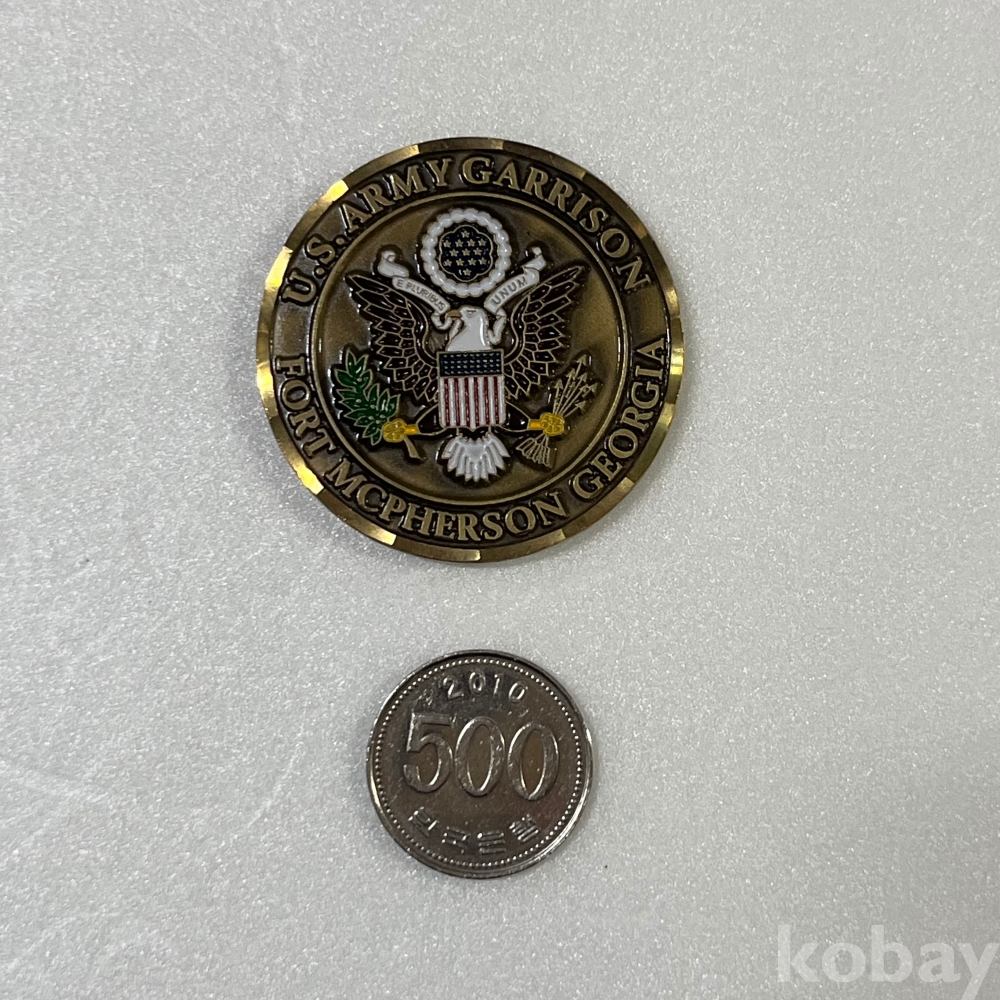 U.S. ARMY GARRISON
E PLURIBUS
UNUM
FORT MCPHERSON GEORGIA
2010
500
한국은행
kobay